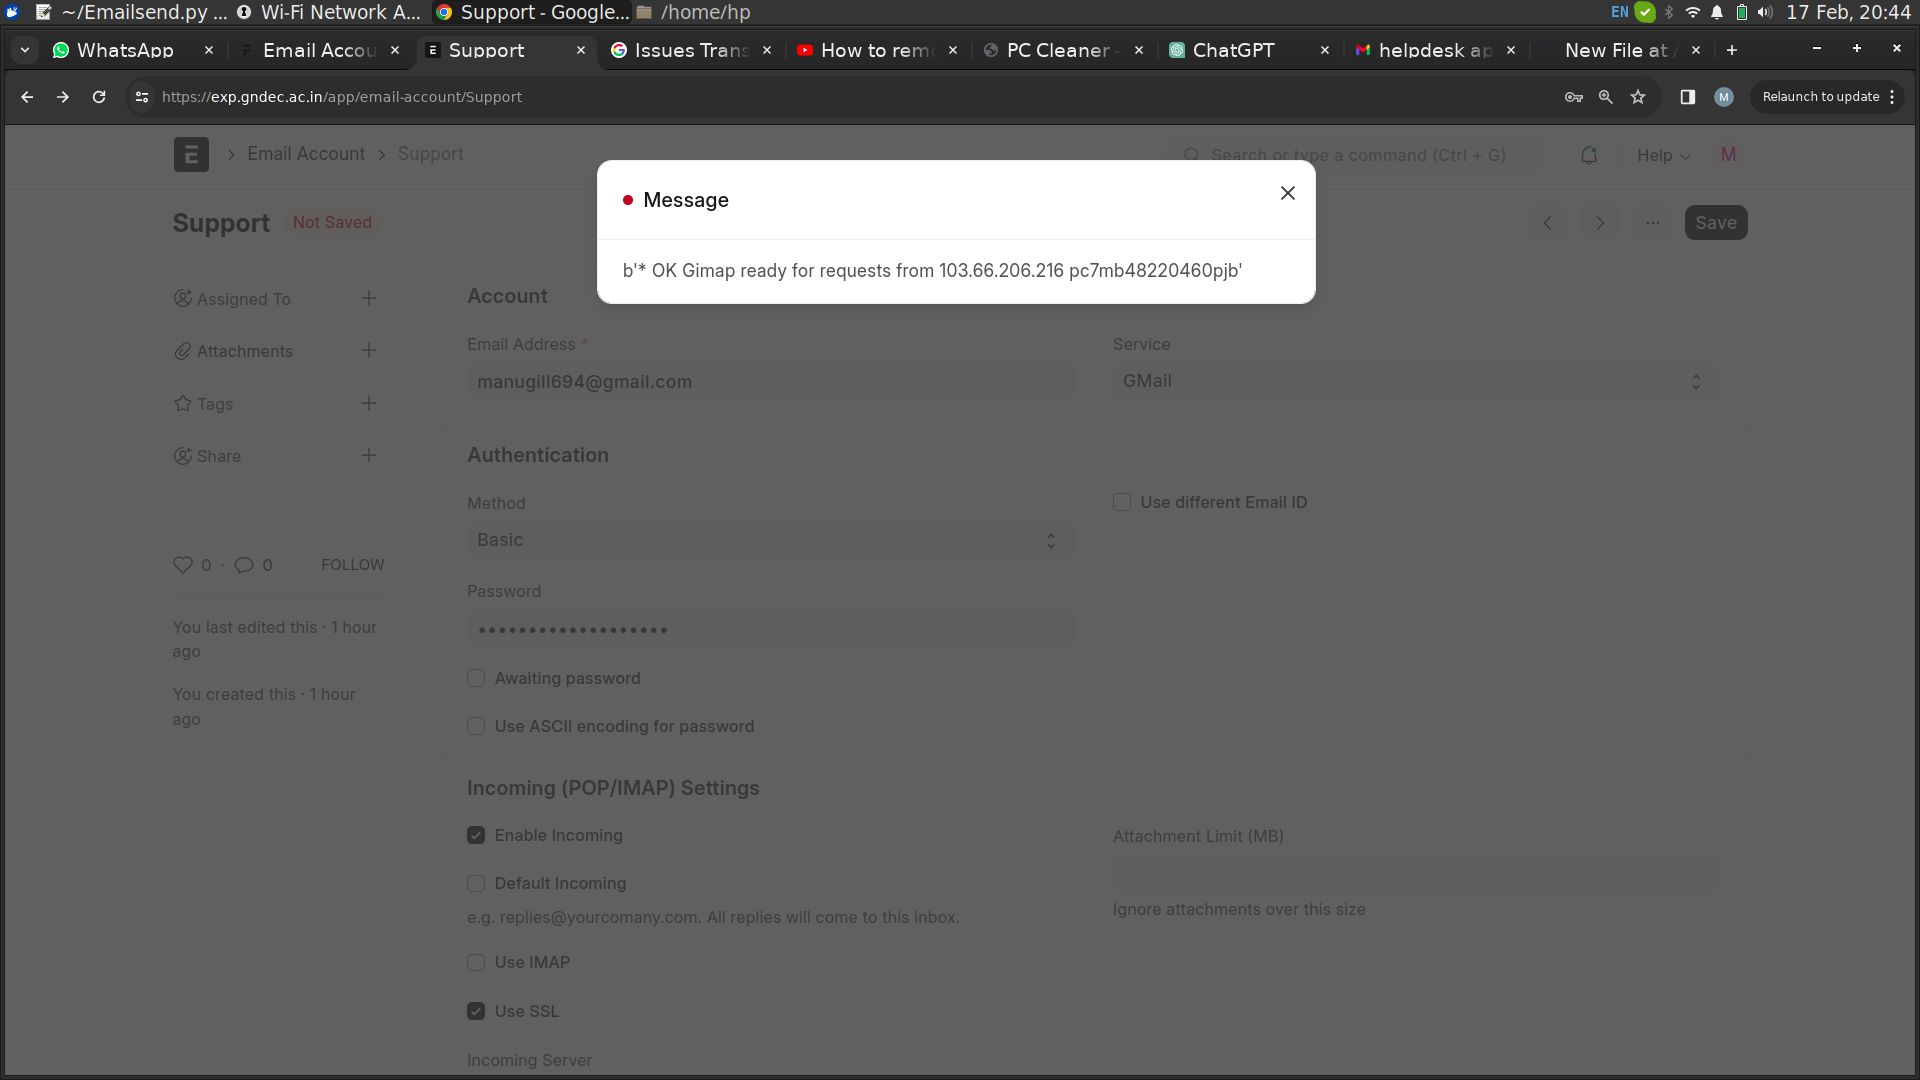 ~/Emailsend.py ...
Wi-Fi Network A...
Support - Google...
/home/hp
EN
17 Feb, 20:44
WhatsApp
Email Accou
Support
Issues Trans
How to remo
PC Cleaner -
ChatGPT
helpdesk ap
New File at /
https://exp.gndec.ac.in/app/email-account/Support
M
Relaunch to update
E
Email Account
Support
Search or type a command (Ctrl + G)
Help
M
Support
Not Saved
...
Save
Message
b'* OK Gimap ready for requests from 103.66.206.216 pc7mb48220460pjb'
Assigned To
Attachments
Tags
Share
0 · 0
FOLLOW
You last edited this · 1 hour
ago
You created this · 1 hour
ago
Account
Email Address *
manugill694@gmail.com
Service
GMail
Authentication
Method
Basic
Use different Email ID
Password
Awaiting password
Use ASCII encoding for password
Incoming (POP/IMAP) Settings
Enable Incoming
Default Incoming
e.g. replies@yourcomany.com. All replies will come to this inbox.
Use IMAP
Use SSL
Incoming Server
Attachment Limit (MB)
Ignore attachments over this size